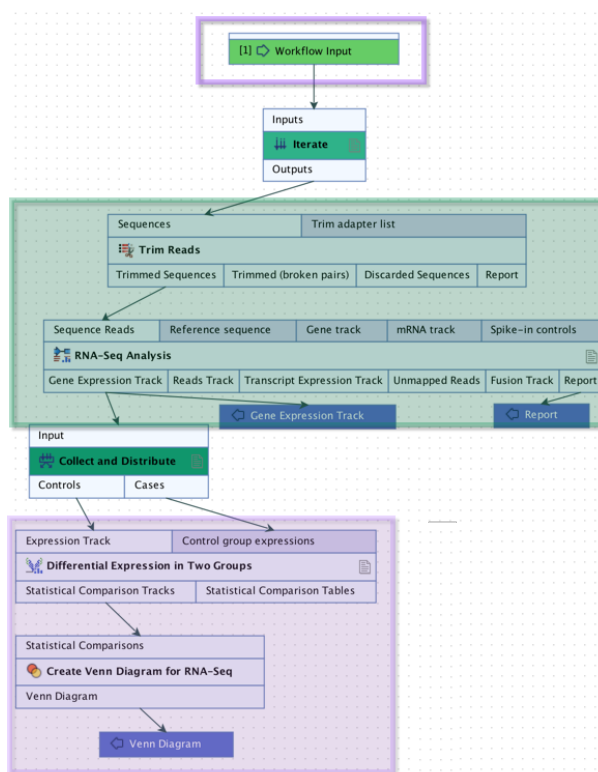 [1] Workflow Input
Inputs
Iterate
Outputs
Sequences Trim adapter list
Trim Reads
Trimmed Sequences Trimmed (broken pairs) Discarded Sequences Report
Sequence Reads Reference sequence Gene track mRNA track Spike-in controls
RNA-Seq Analysis
Gene Expression Track Reads Track Transcript Expression Track Unmapped Reads Fusion Track Report
Gene Expression Track Report
Input
Collect and Distribute
Controls Cases
Expression Track Control group expressions
Differential Expression in Two Groups
Statistical Comparison Tracks Statistical Comparison Tables
Statistical Comparisons
Create Venn Diagram for RNA-Seq
Venn Diagram
Venn Diagram